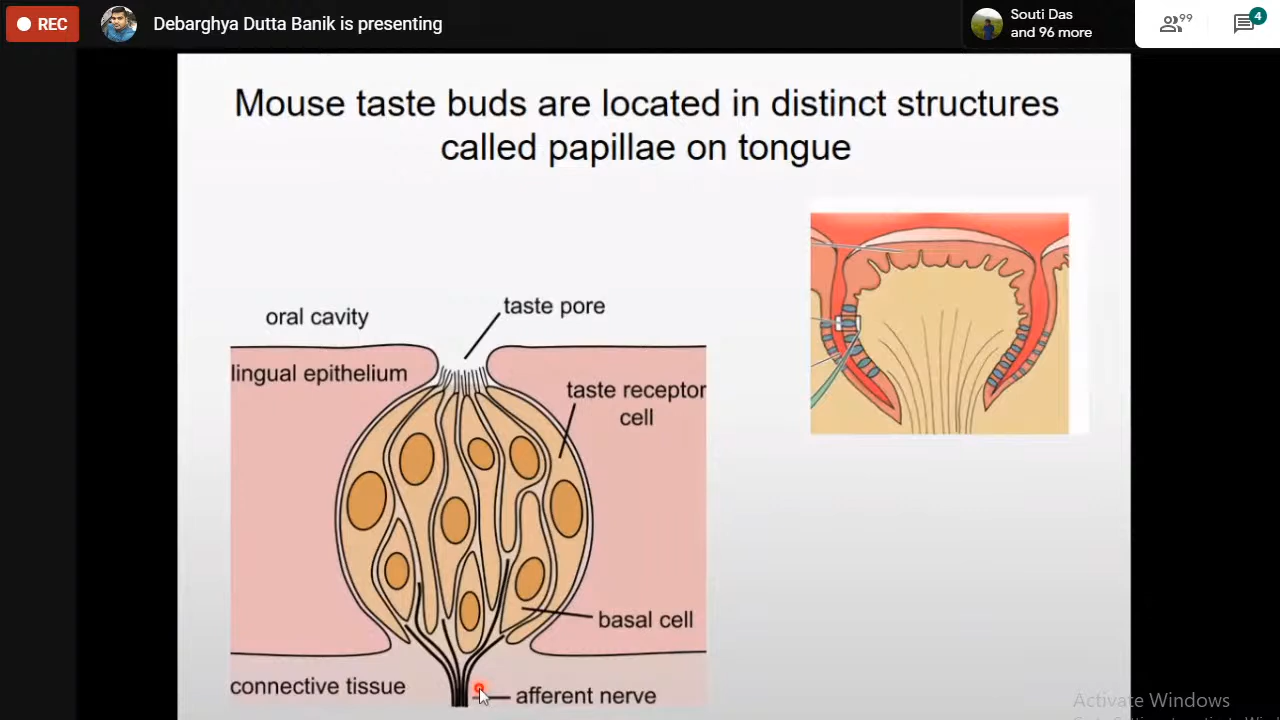 REC
Debarghya Dutta Banik is presenting
Souti Das
and 96 more
99
4
Mouse taste buds are located in distinct structures
called papillae on tongue
taste pore
oral cavity
lingual epithelium
taste receptor
cell
basal cell
connective tissue
afferent nerve
Activate Windows